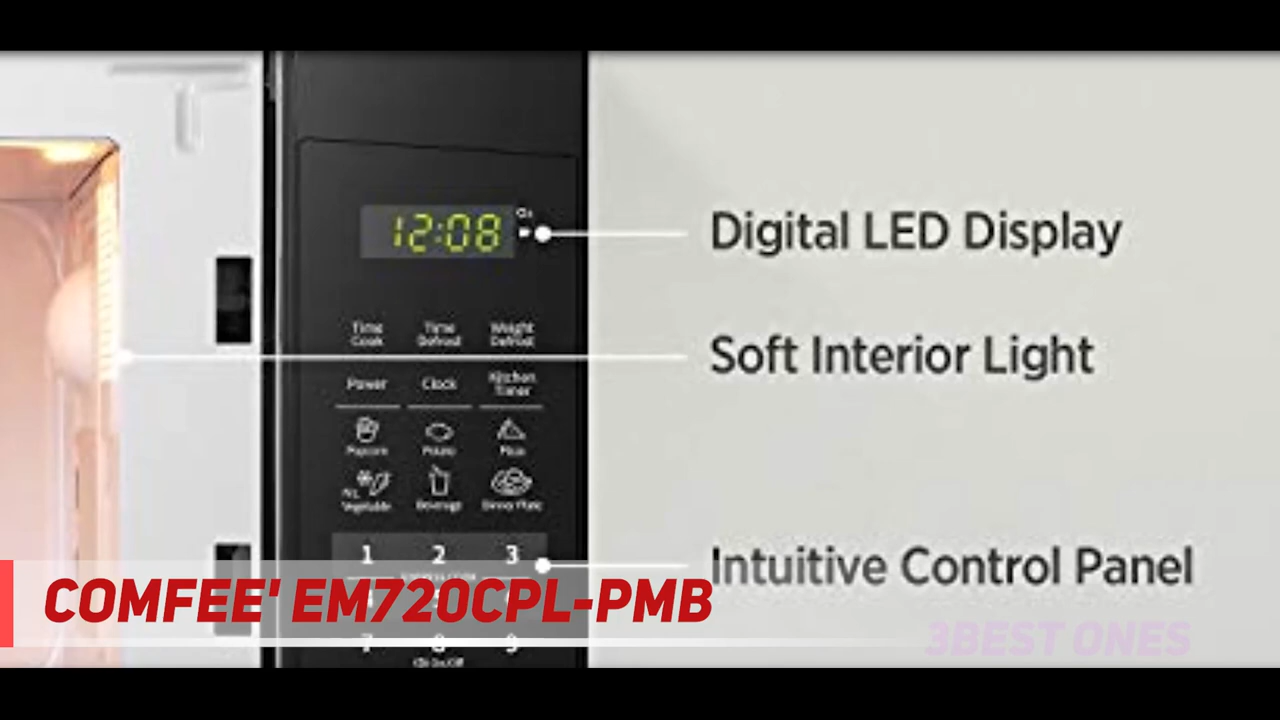 12:08
Digital LED Display
Time Cook
Time Defrost
Weight Defrost
Soft Interior Light
Power
Clock
Kitchen Timer
Popcorn
Potato
Pizza
Vegetable
Beverage
Dinner Plate
1 2 3
Intuitive Control Panel
COMFEE' EM720CPL-PMB
7 8 9
3BEST ONES